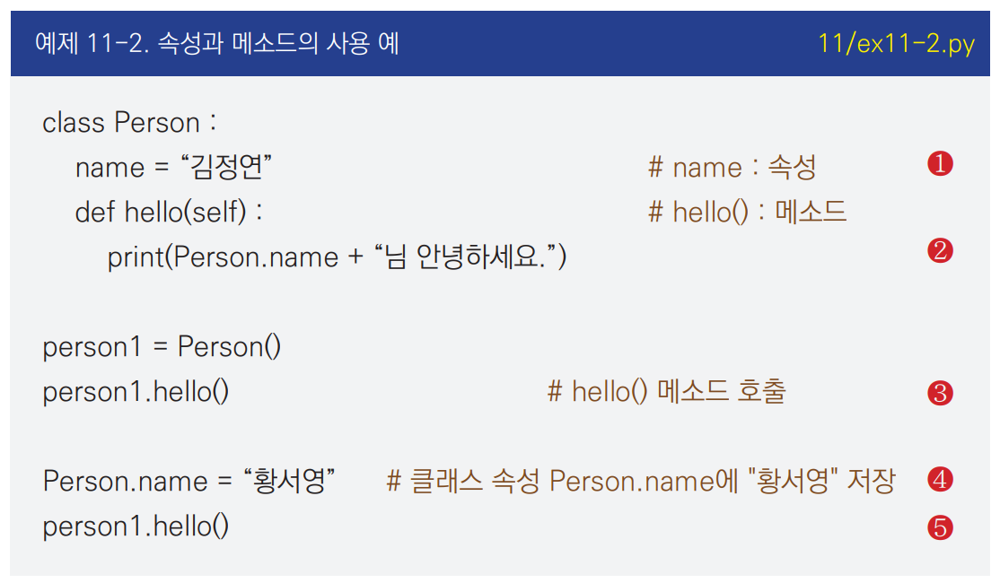 예제 11-2. 속성과 메소드의 사용 예 11/ex11-2.py
class Person :
name = “김정연” # name : 속성 ❶
def hello(self) : # hello() : 메소드
print(Person.name + “님 안녕하세요.”) ❷
person1 = Person()
person1.hello() # hello() 메소드 호출 ❸
Person.name = “황서영” # 클래스 속성 Person.name에 "황서영" 저장 ❹
person1.hello() ❺